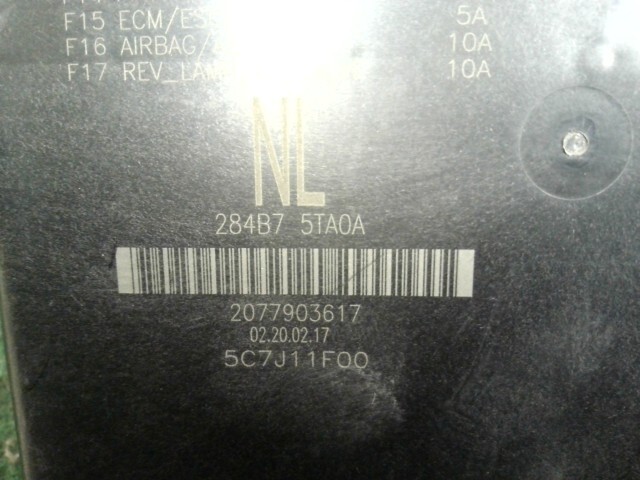 F15 ECM/ES 5A
F16 AIRBAG/ 10A
F17 REV_LAM 10A
NL
284B7 5TA0A
2077903617
02.20.02.17
5C7J11F00